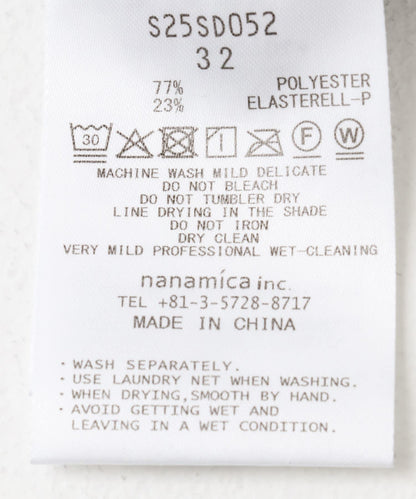 S25SD052
32
77% POLYESTER
23% ELASTERELL-P
30 F W
MACHINE WASH MILD DELICATE
DO NOT BLEACH
DO NOT TUMBLER DRY
LINE DRYING IN THE SHADE
DO NOT IRON
DRY CLEAN
VERY MILD PROFESSIONAL WET-CLEANING
nanamica inc.
TEL +81-3-5728-8717
MADE IN CHINA
・WASH SEPARATELY.
・USE LAUNDRY NET WHEN WASHING.
・WHEN DRYING,SMOOTH BY HAND.
・AVOID GETTING WET AND
LEAVING IN A WET CONDITION.